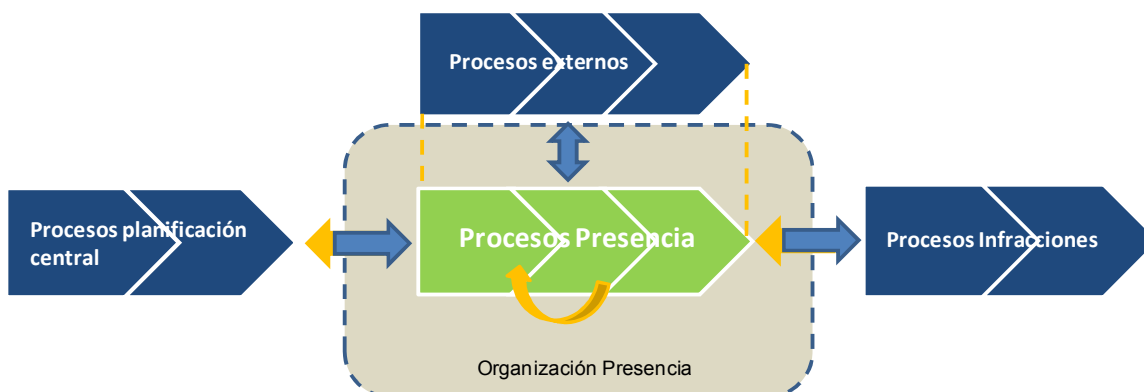 Procesos externos
Procesos planificación
central
Procesos Presencia
Procesos Infracciones
Organización Presencia